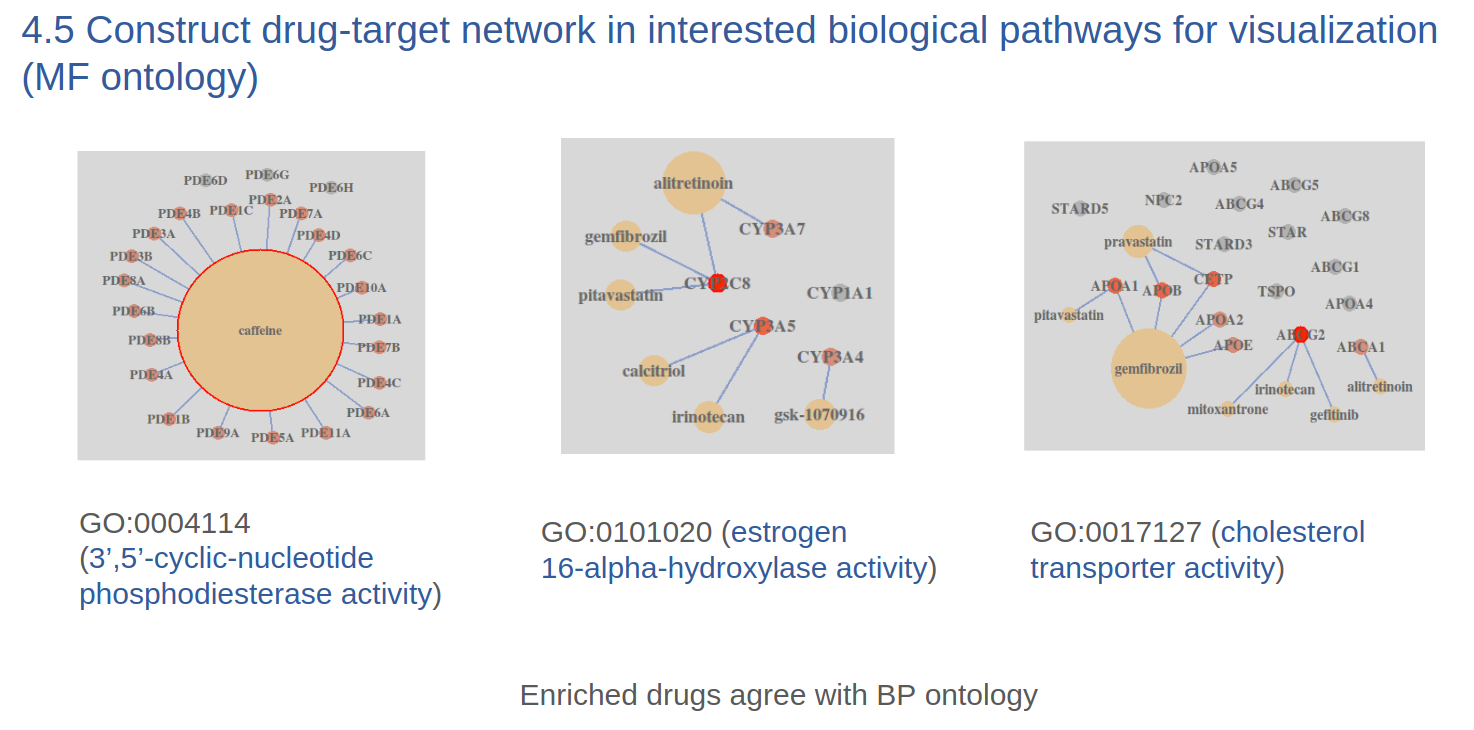 4.5 Construct drug-target network in interested biological pathways for visualization
(MF ontology)
PDE6D
PDE6G
PDE6H
PDE4B
PDE1C
PDE2A
PDE7A
PDE3A
PDE4D
PDE3B
PDE6C
PDE8A
PDE10A
PDE6B
PDE1A
caffeine
PDE8B
PDE7B
PDE4A
PDE4C
PDE1B
PDE6A
PDE9A
PDE5A
PDE11A
alitretinoin
gemfibrozil
CYP3A7
pitavastatin
CYP2C8
CYP1A1
CYP3A5
CYP3A4
calcitriol
irinotecan
gsk-1070916
APOA5
STARD5
NPC2
ABCG4
ABCG5
ABCG8
pravastatin
STARD3
STAR
ABCG1
APOA1
APOB
CETP
TSPO
APOA4
pitavastatin
APOA2
APOE
ABCG2
ABCA1
gemfibrozil
irinotecan
alitretinoin
mitoxantrone
gefitinib
GO:0004114
(3’,5’-cyclic-nucleotide
phosphodiesterase activity)
GO:0101020 (estrogen
16-alpha-hydroxylase activity)
GO:0017127 (cholesterol
transporter activity)
Enriched drugs agree with BP ontology